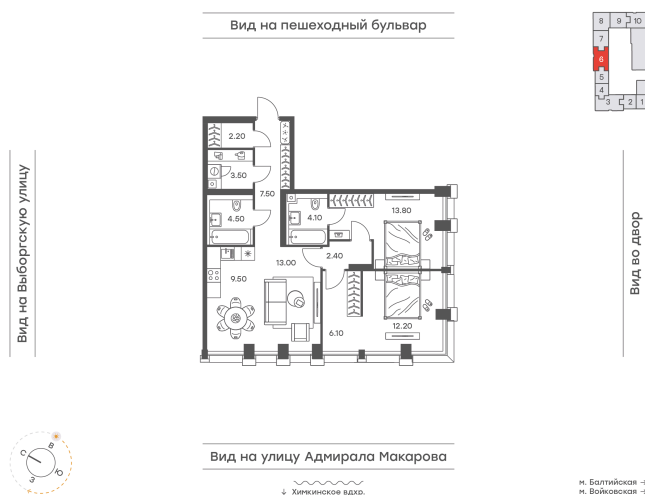 Вид на пешеходный бульвар
8 9 10
7
6
5
4
3 2 1
2.20
3.50
7.50
4.50
4.10
13.80
13.00
2.40
9.50
6.10
12.20
Вид на Выборгскую улицу
Вид во двор
Вид на улицу Адмирала Макарова
↓ Химкинское вдхр.
С В
З Ю
м. Балтийская →
м. Войковская →